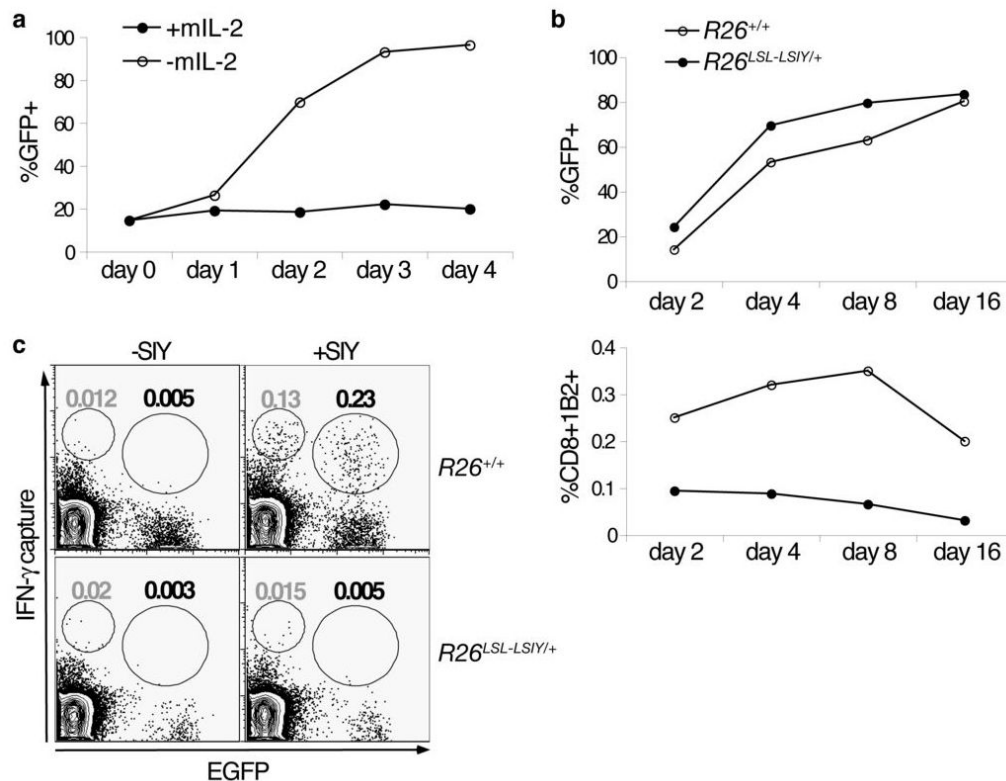 a
+mIL-2
-mIL-2
%GFP+
100
80
60
40
20
0
day 0 day 1 day 2 day 3 day 4
b
R26+/+
R26LSL-LSIY/+
%GFP+
100
80
60
40
20
0
day 2 day 4 day 8 day 16
%CD8+1B2+
0.4
0.3
0.2
0.1
0
day 2 day 4 day 8 day 16
c
-SIY +SIY
0.012 0.005 0.13 0.23
R26+/+
0.02 0.003 0.015 0.005
R26LSL-LSIY/+
IFN-γ capture
EGFP